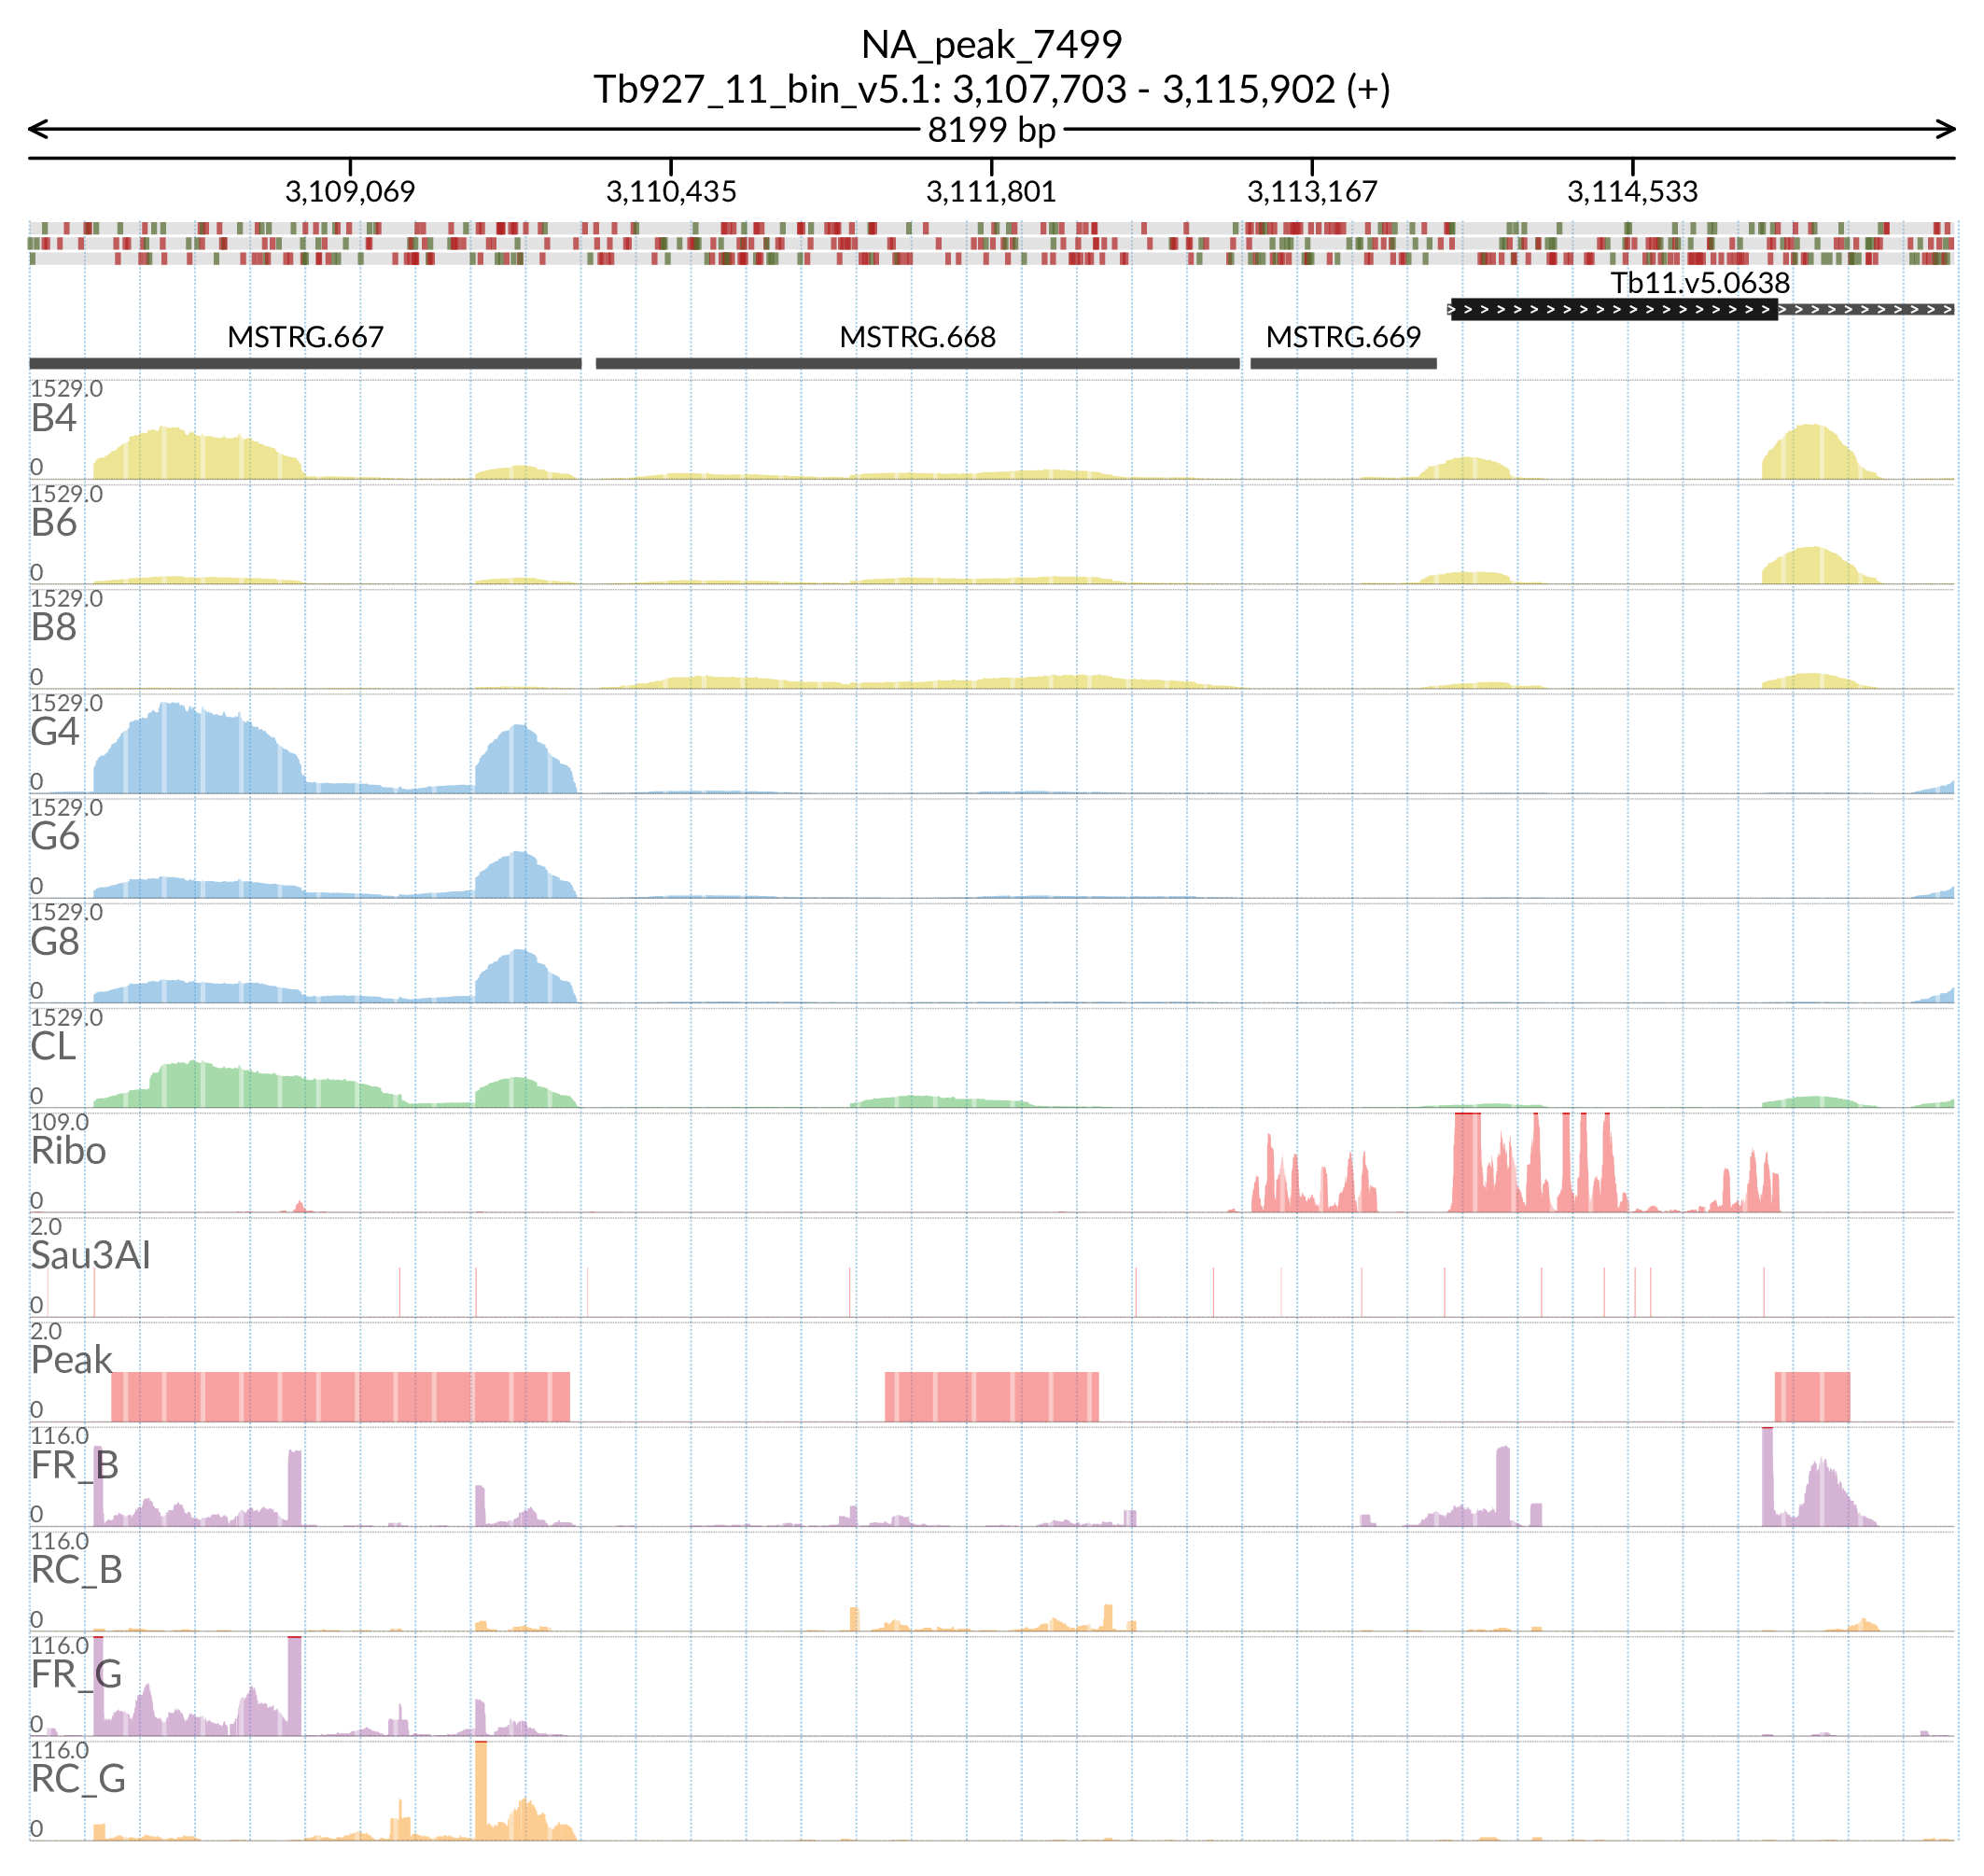 NA_peak_7499
Tb927_11_bin_v5.1: 3,107,703 - 3,115,902 (+)
8199 bp
3,109,069 3,110,435 3,111,801 3,113,167 3,114,533
Tb11.v5.0638
MSTRG.667 MSTRG.668 MSTRG.669
1529.0
B4
0
1529.0
B6
0
1529.0
B8
0
1529.0
G4
0
1529.0
G6
0
1529.0
G8
0
1529.0
CL
0
109.0
Ribo
0
2.0
Sau3AI
0
2.0
Peak
0
116.0
FR_B
0
116.0
RC_B
0
116.0
FR_G
0
116.0
RC_G
0